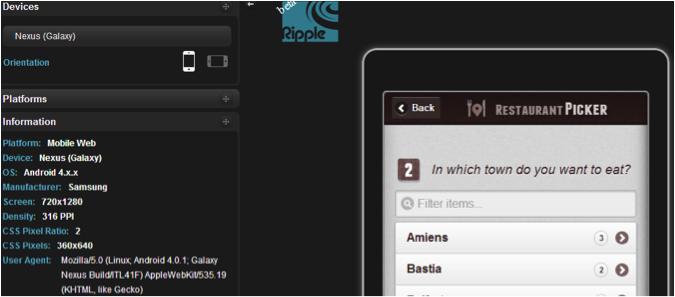 Devices
Nexus (Galaxy)
Orientation
Platforms
Information
Platform: Mobile Web
Device: Nexus (Galaxy)
OS: Android 4.x.x
Manufacturer: Samsung
Screen: 720x1280
Density: 316 PPI
CSS Pixel Ratio: 2
CSS Pixels: 360x640
User Agent: Mozilla/5.0 (Linux; Android 4.0.1; Galaxy
Nexus Build/ITL41F) AppleWebKit/535.19
(KHTML, like Gecko)
beta
Ripple
Back
RESTAURANTPICKER
2
In which town do you want to eat?
Filter items...
Amiens 3
Bastia 2